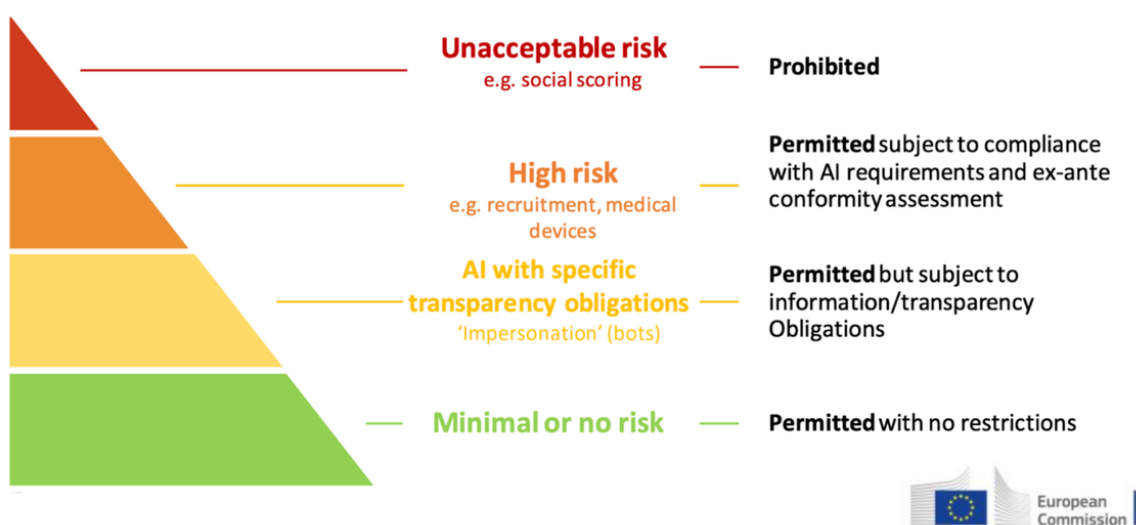 Unacceptable risk
e.g. social scoring
Prohibited
High risk
e.g. recruitment, medical
devices
Permitted subject to compliance
with AI requirements and ex-ante
conformity assessment
AI with specific
transparency obligations
'Impersonation' (bots)
Permitted but subject to
information/transparency
Obligations
Minimal or no risk
Permitted with no restrictions
European
Commission